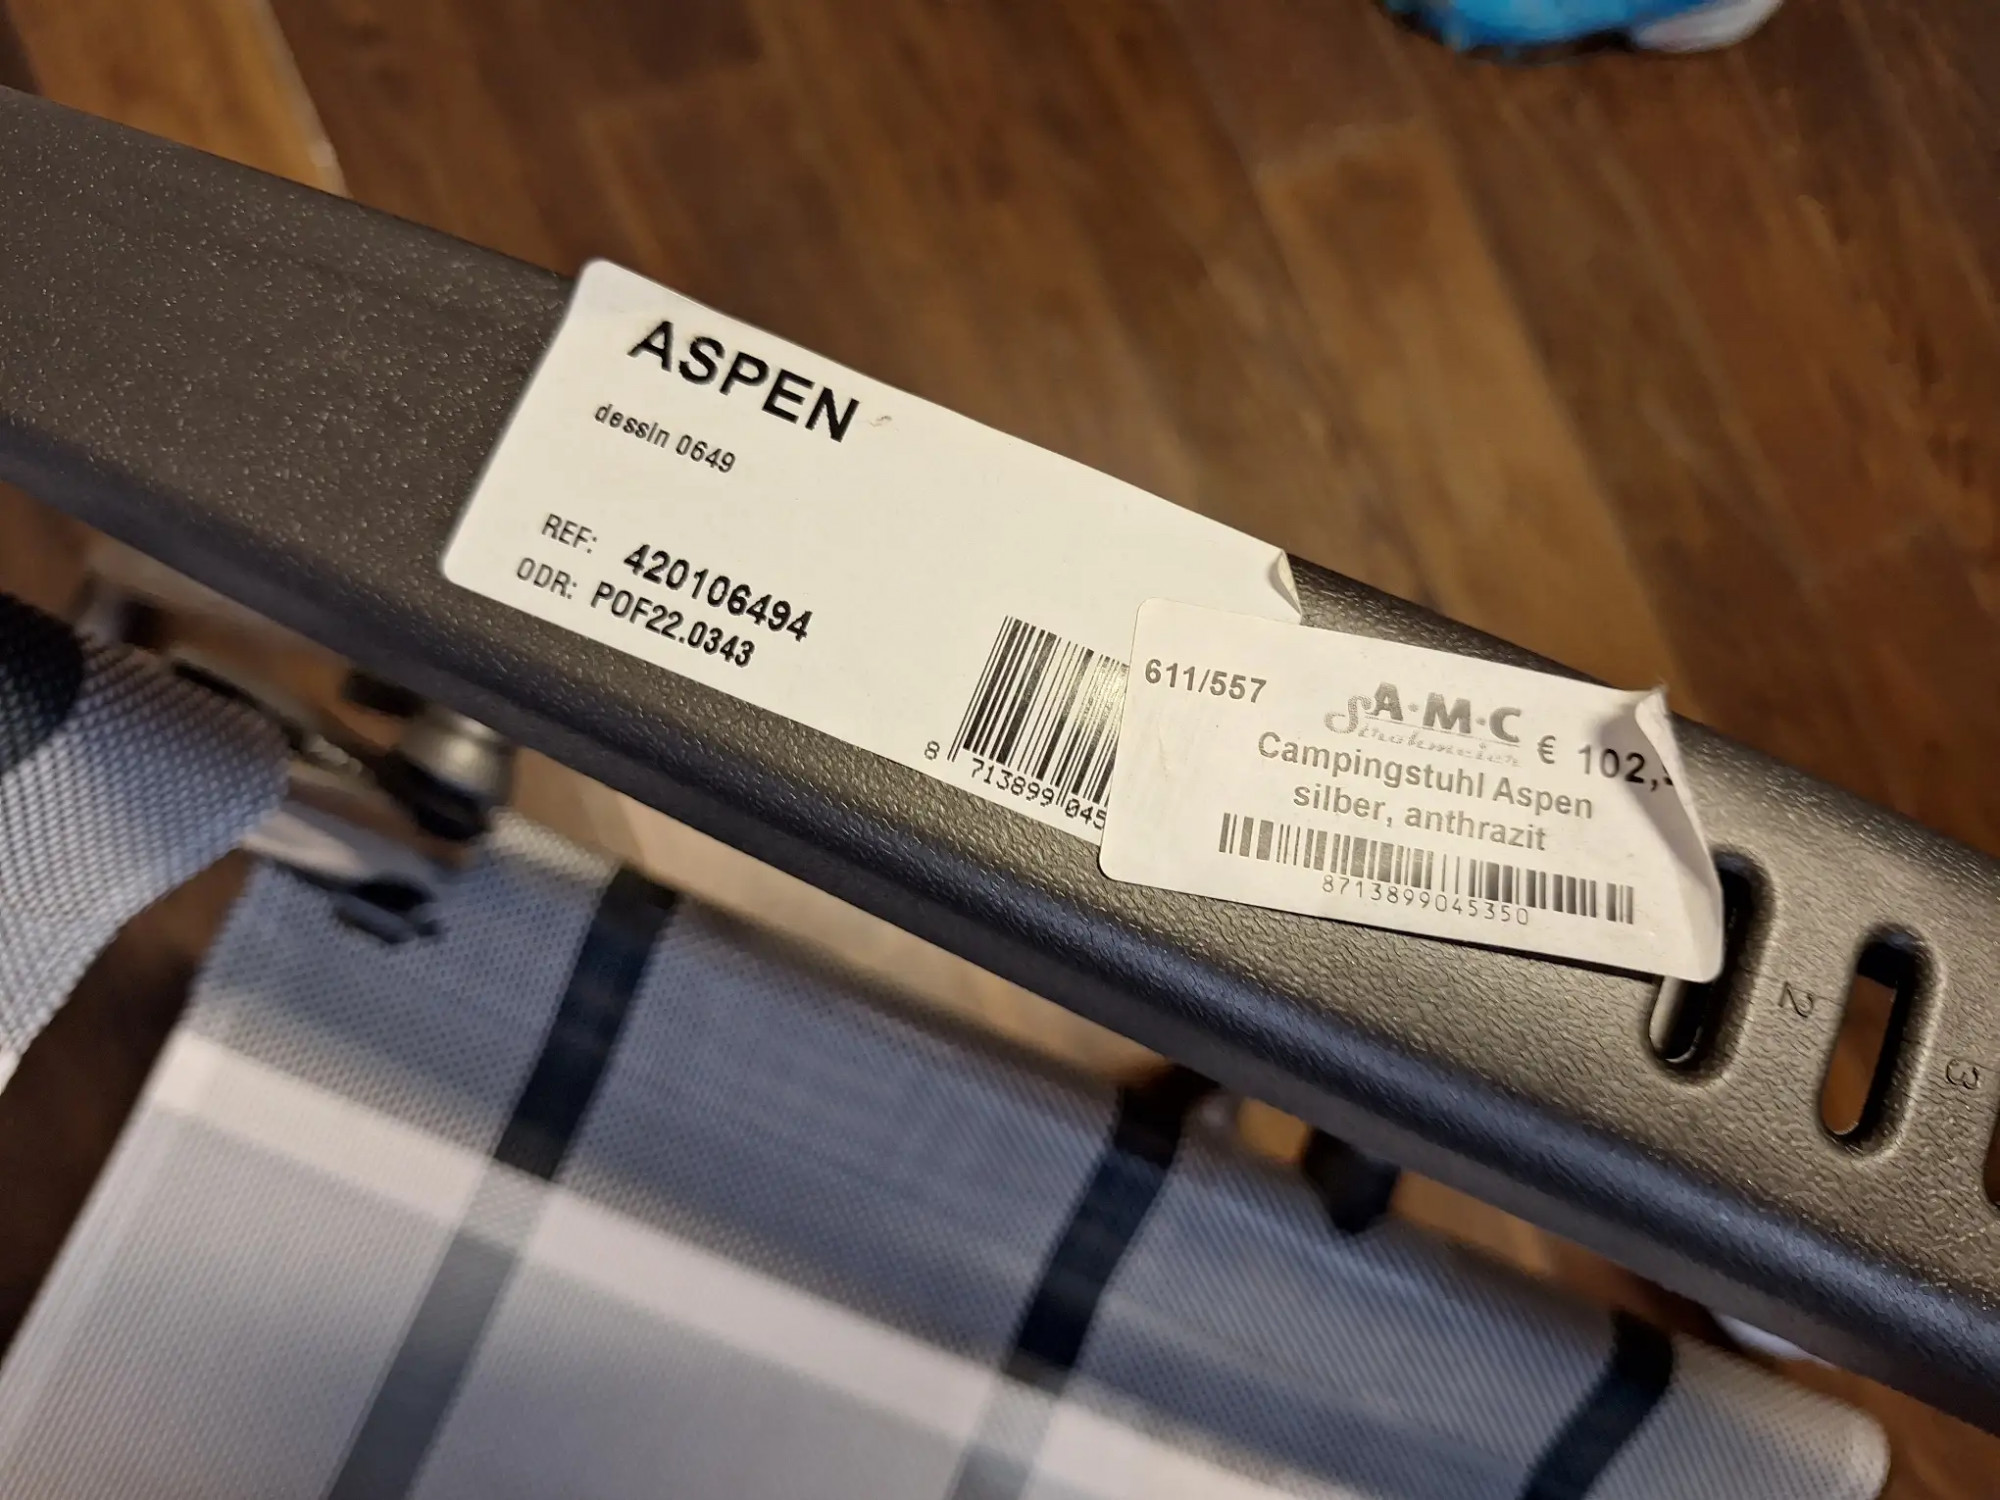 ASPEN
dessin 0649
REF: 420106494
ODR: POF22.0343
8 713899 045
611/557
A·M·C
Strohmeier
€ 102,
Campingstuhl Aspen
silber, anthrazit
8713899045350
2
3